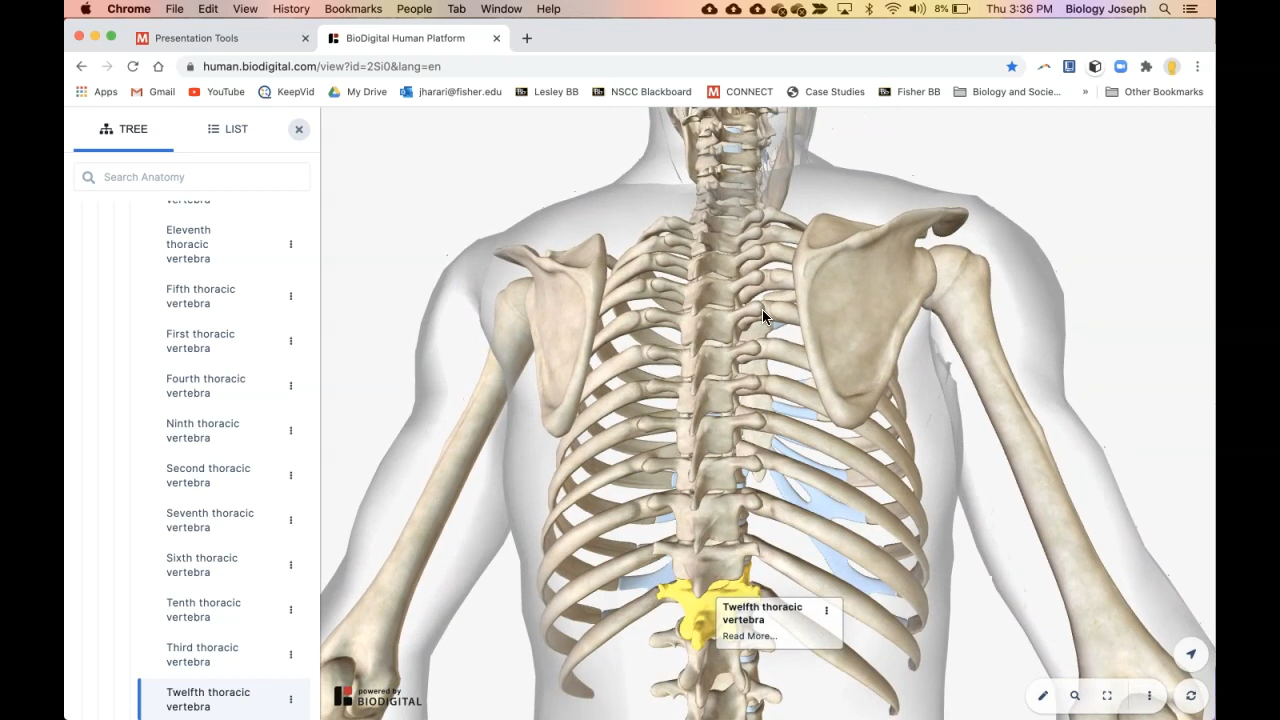 Chrome File Edit View History Bookmarks People Tab Window Help 8% Thu 3:36 PM Biology Joseph
Presentation Tools BioDigital Human Platform
human.biodigital.com/view?id=2Si0&lang=en
Apps Gmail YouTube KeepVid My Drive jharari@fisher.edu Lesley BB NSCC Blackboard CONNECT Case Studies Fisher BB Biology and Socie... » Other Bookmarks
TREE LIST
Search Anatomy
vertebra
Eleventh
thoracic
vertebra
Fifth thoracic
vertebra
First thoracic
vertebra
Fourth thoracic
vertebra
Ninth thoracic
vertebra
Second thoracic
vertebra
Seventh thoracic
vertebra
Sixth thoracic
vertebra
Tenth thoracic
vertebra
Third thoracic
vertebra
Twelfth thoracic
vertebra
Twelfth thoracic
vertebra
Read More...
powered by
BIODIGITAL